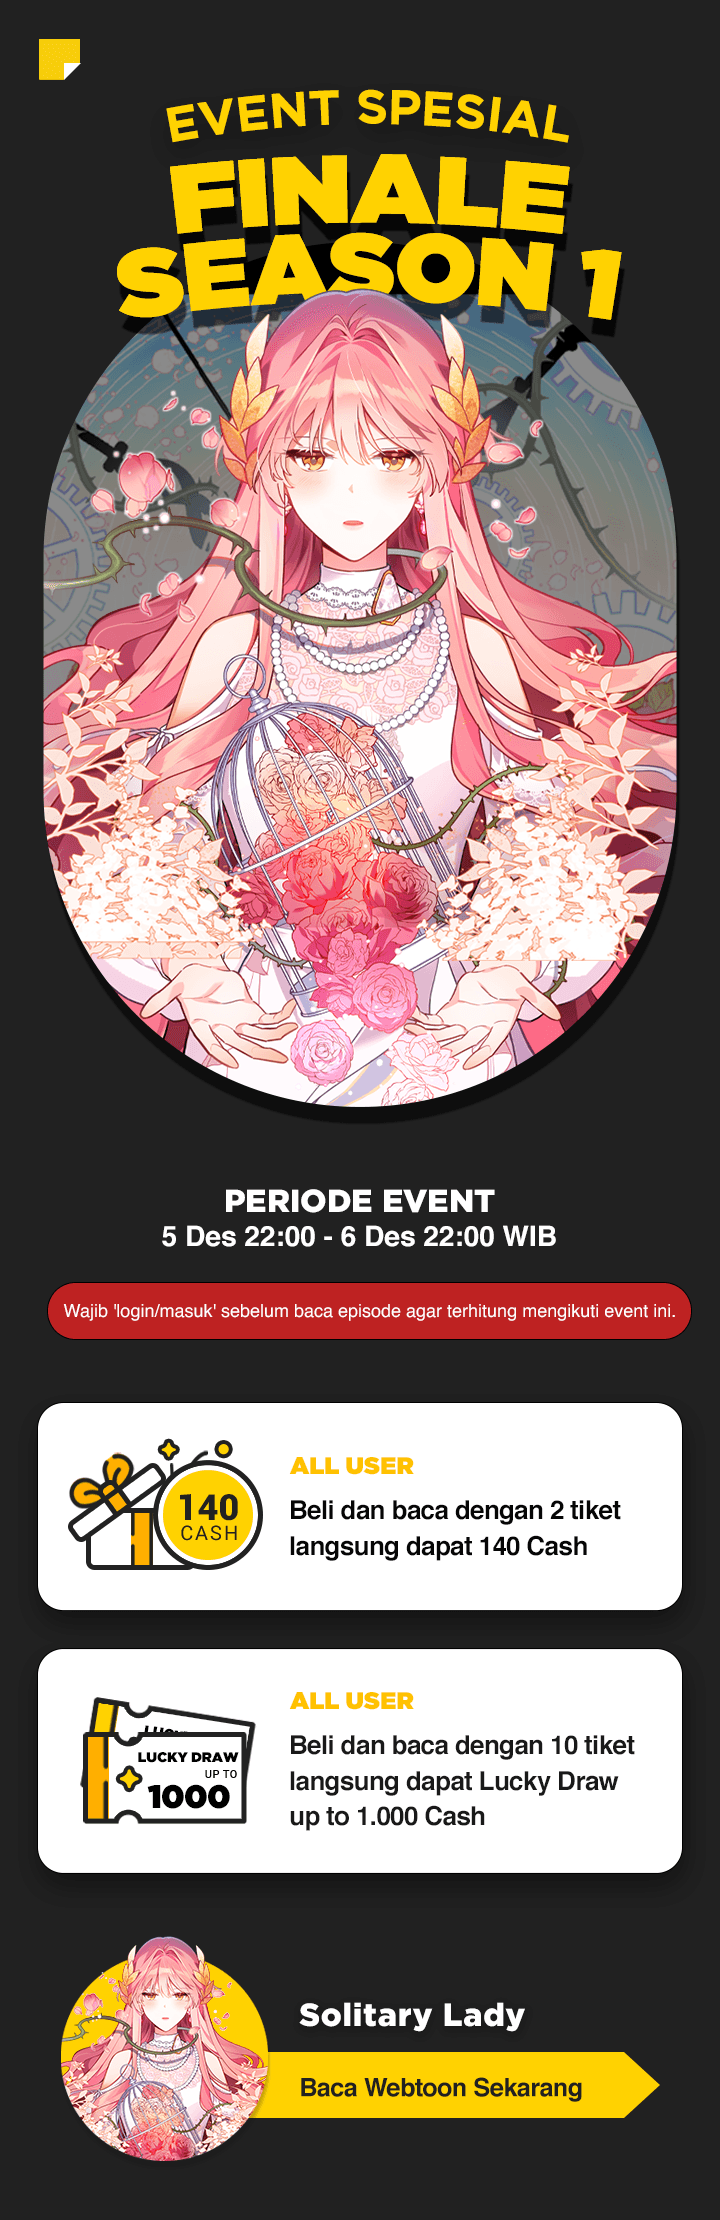 EVENT SPESIAL
FINALE
SEASON 1
PERIODE EVENT
5 Des 22:00 - 6 Des 22:00 WIB
Wajib 'login/masuk' sebelum baca episode agar terhitung mengikuti event ini.
140
CASH
ALL USER
Beli dan baca dengan 2 tiket
langsung dapat 140 Cash
LUCKY DRAW
UP TO
1000
ALL USER
Beli dan baca dengan 10 tiket
langsung dapat Lucky Draw
up to 1.000 Cash
Solitary Lady
Baca Webtoon Sekarang